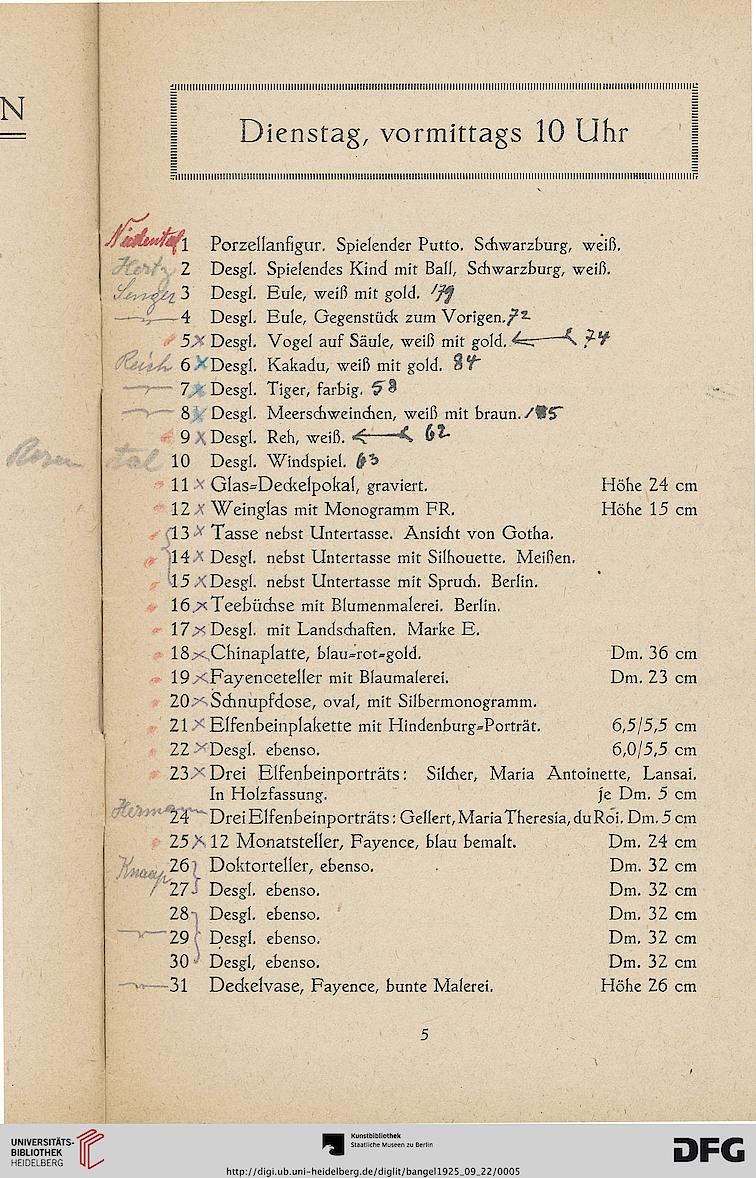 N
Dienstag, vormittags 10 Uhr
1 Porzellanfigur. Spielender Putto. Schwarzburg, weiß.
Hertz 2 Desgl. Spielendes Kind mit Ball, Schwarzburg, weiß.
Senger 3 Desgl. Eule, weiß mit gold. 179
4 Desgl. Eule, Gegenstück zum Vorigen. 72
5 x Desgl. Vogel auf Säule, weiß mit gold. 74
Reish 6 x Desgl. Kakadu, weiß mit gold. 84
7 x Desgl. Tiger, farbig. 58
8 x Desgl. Meerschweinchen, weiß mit braun.
9 x Desgl. Reh, weiß. 62
Rosen tal 10 Desgl. Windspiel. 63
11 x Glas=Deckelpokal, graviert. Höhe 24 cm
12 x Weinglas mit Monogramm FR. Höhe 15 cm
13 x Tasse nebst Untertasse. Ansicht von Gotha.
14 x Desgl. nebst Untertasse mit Silhouette. Meißen.
15 x Desgl. nebst Untertasse mit Spruch. Berlin.
16 x Teebüchse mit Blumenmalerei. Berlin.
17 x Desgl. mit Landschaften. Marke E.
18 x Chinaplatte, blau=rot=gold. Dm. 36 cm
19 x Fayenceteller mit Blaumalerei. Dm. 23 cm
20 x Schnupfdose, oval, mit Silbermonogramm.
21 x Elfenbeinplakette mit Hindenburg=Porträt. 6,5/5,5 cm
22 x Desgl. ebenso. 6,0/5,5 cm
23 x Drei Elfenbeinporträts: Silcher, Maria Antoinette, Lansai.
In Holzfassung. je Dm. 5 cm
Hermann 24 Drei Elfenbeinporträts: Gellert, Maria Theresia, du Roi. Dm. 5 cm
25 x 12 Monatsteller, Fayence, blau bemalt. Dm. 24 cm
Knaap 26 Doktorteller, ebenso. Dm. 32 cm
27 Desgl. ebenso. Dm. 32 cm
28 Desgl. ebenso. Dm. 32 cm
29 Desgl. ebenso. Dm. 32 cm
30 Desgl, ebenso. Dm. 32 cm
31 Deckelvase, Fayence, bunte Malerei. Höhe 26 cm
5
UNIVERSITÄTS-
BIBLIOTHEK
HEIDELBERG
Kunstbibliothek
Staatliche Museen zu Berlin
DFG
http://digi.ub.uni-heidelberg.de/diglit/bangel1925_09_22/0005